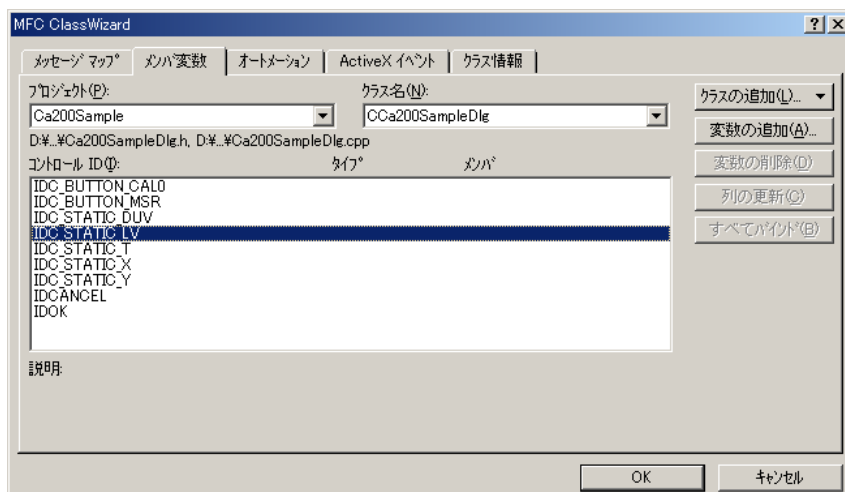 MFC ClassWizard
メッセージ マップ メンバ変数 オートメーション ActiveX イベント クラス情報
プロジェクト(P): クラス名(N):
Ca200Sample CCa200SampleDlg
クラスの追加(L)...
D:¥...¥Ca200SampleDlg.h, D:¥...¥Ca200SampleDlg.cpp
変数の追加(A)...
コントロール ID(I): タイプ メンバ
変数の削除(D)
列の更新(C)
すべてバインド(B)
IDC_BUTTON_CAL0
IDC_BUTTON_MSR
IDC_STATIC_DUV
IDC_STATIC_LV
IDC_STATIC_T
IDC_STATIC_X
IDC_STATIC_Y
IDCANCEL
IDOK
説明:
OK キャンセル